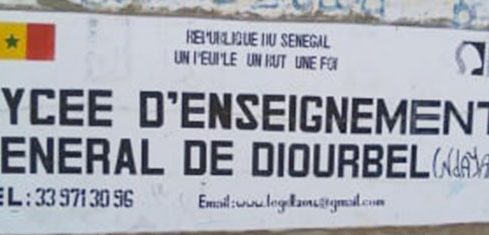 REPUBLIQUE DU SENEGAL
UN PEUPLE UN BUT UNE FOI
YCEE D'ENSEIGNEMENT
ENERAL DE DIOURBEL
EL: 33 971 30 96
Email: